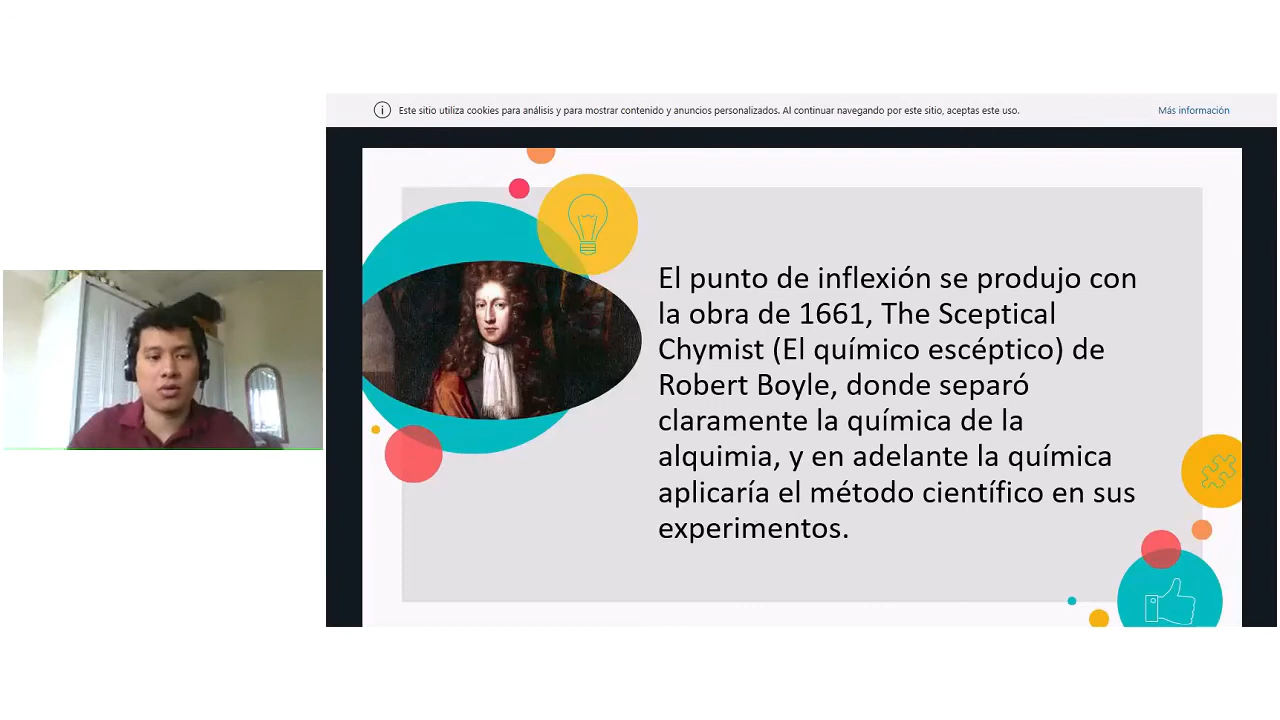 Este sitio utiliza cookies para análisis y para mostrar contenido y anuncios personalizados. Al continuar navegando por este sitio, aceptas este uso.
Más información
El punto de inflexión se produjo con
la obra de 1661, The Sceptical
Chymist (El químico escéptico) de
Robert Boyle, donde separó
claramente la química de la
alquimia, y en adelante la química
aplicaría el método científico en sus
experimentos.